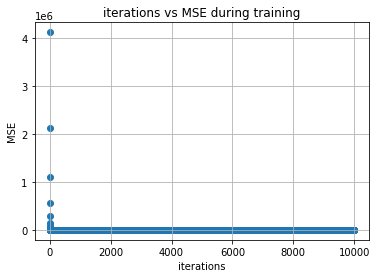 iterations vs MSE during training
1e6
4
3
2
1
0
MSE
0
2000
4000
6000
8000
10000
iterations